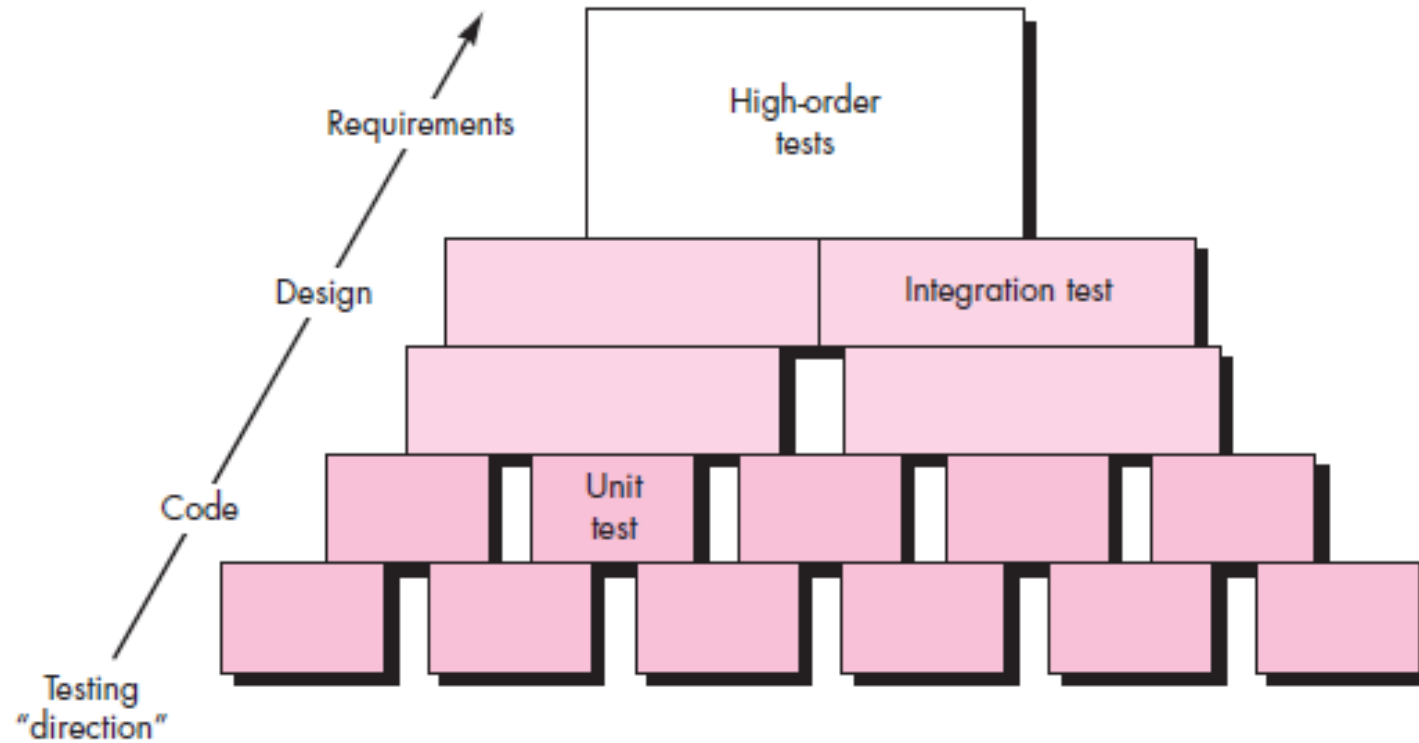 High-order
tests
Requirements
Integration test
Design
Unit
test
Code
Testing
“direction”